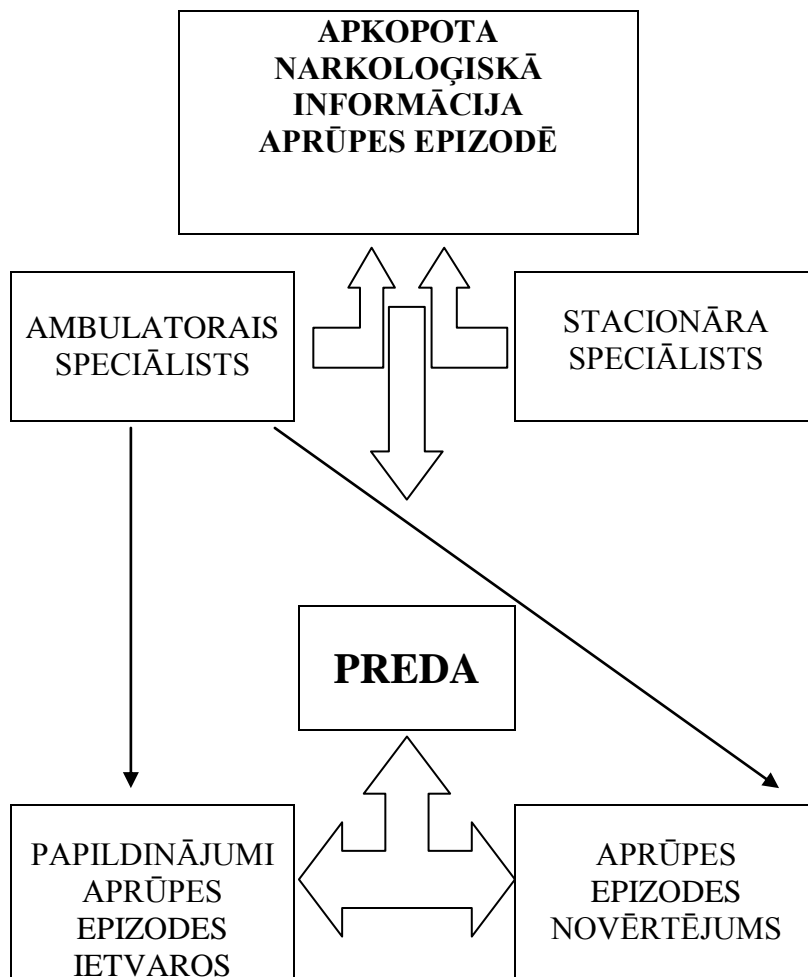 APKOPOTA
NARKOLOĢISKĀ
INFORMĀCIJA
APRŪPES EPIZODĒ
AMBULATORAIS
SPECIĀLISTS
STACIONĀRA
SPECIĀLISTS
PREDA
PAPILDINĀJUMI
APRŪPES
EPIZODES
IETVAROS
APRŪPES
EPIZODES
NOVĒRTĒJUMS